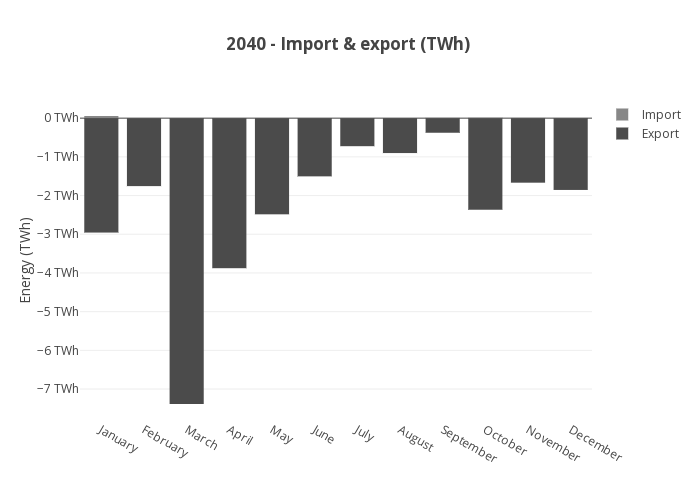 2040 - Import & export (TWh)
Import
Export
Energy (TWh)
0 TWh
−1 TWh
−2 TWh
−3 TWh
−4 TWh
−5 TWh
−6 TWh
−7 TWh
January
February
March
April
May
June
July
August
September
October
November
December